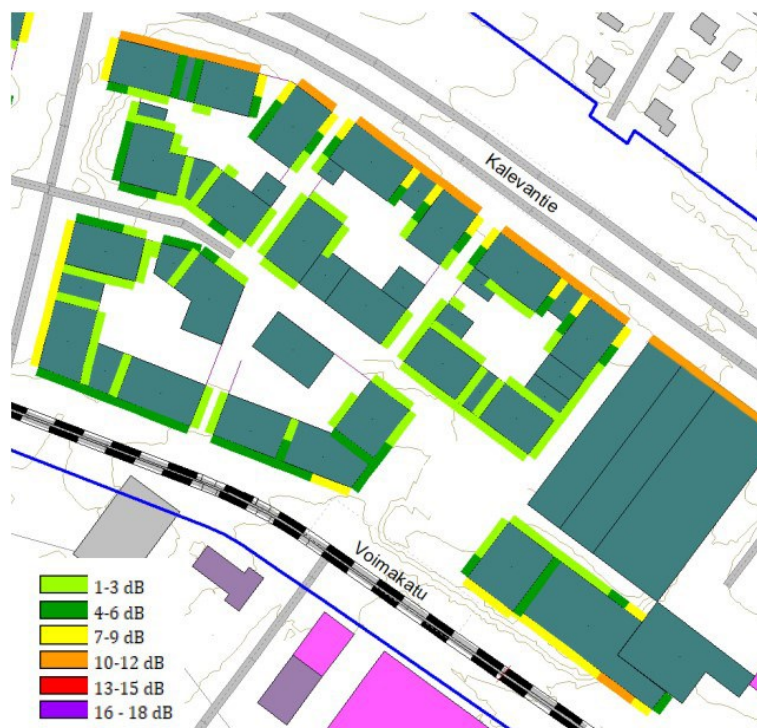 Kalevantie
Voimakatu
1-3 dB
4-6 dB
7-9 dB
10-12 dB
13-15 dB
16 - 18 dB